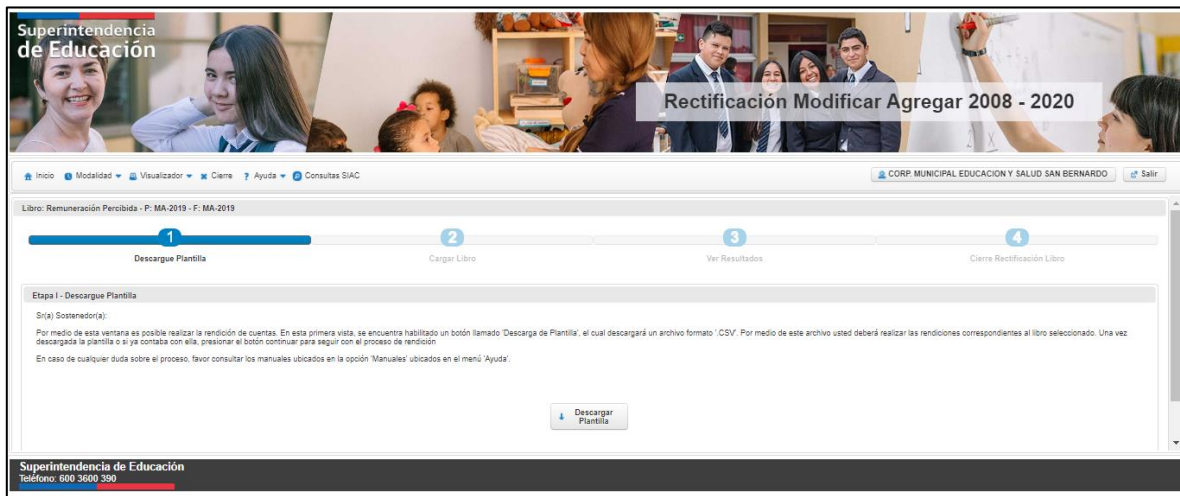 Superintendencia
de Educación
Rectificación Modificar Agregar 2008 - 2020
Inicio Modalidad Visualizador Cierre ? Ayuda Consultas SIAC
CORP. MUNICIPAL EDUCACION Y SALUD SAN BERNARDO Salir
Libro: Remuneración Percibida - P: MA-2019 - F: MA-2019
1 2 3 4
Descargue Plantilla Cargar Libro Ver Resultados Cierre Rectificación Libro
Etapa I - Descargue Plantilla
Sr(a) Sostenedor(a):
Por medio de esta ventana es posible realizar la rendición de cuentas. En esta primera vista, se encuentra habilitado un botón llamado 'Descarga de Plantilla', el cual descargará un archivo formato '.CSV'. Por medio de este archivo usted deberá realizar las rendiciones correspondientes al libro seleccionado. Una vez
descargada la plantilla o si ya contaba con ella, presionar el botón continuar para seguir con el proceso de rendición
En caso de cualquier duda sobre el proceso, favor consultar los manuales ubicados en la opción 'Manuales' ubicados en el menú 'Ayuda'.
Descargar
Plantilla
Superintendencia de Educación
Teléfono: 600 3600 390